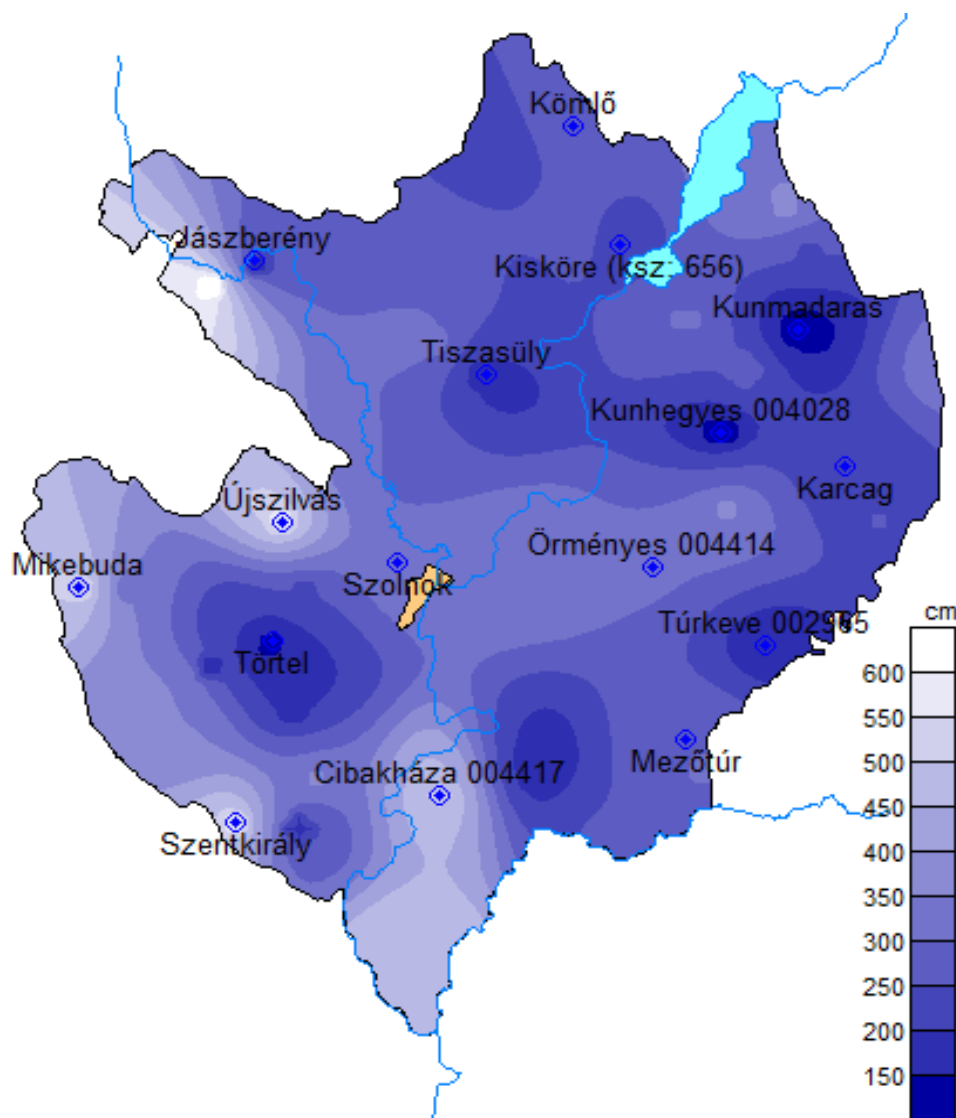 Kömlő
Jászberény
Kisköre (ksz: 656)
Kunmadaras
Tiszasüly
Kunhegyes 004028
Karcag
Újszilvás
Örményes 004414
Mikebuda
Szolnok
Túrkeve
Törtel
Mezőtúr
Cibakháza 004417
Szentkirály
cm
600
550
500
450
400
350
300
250
200
150